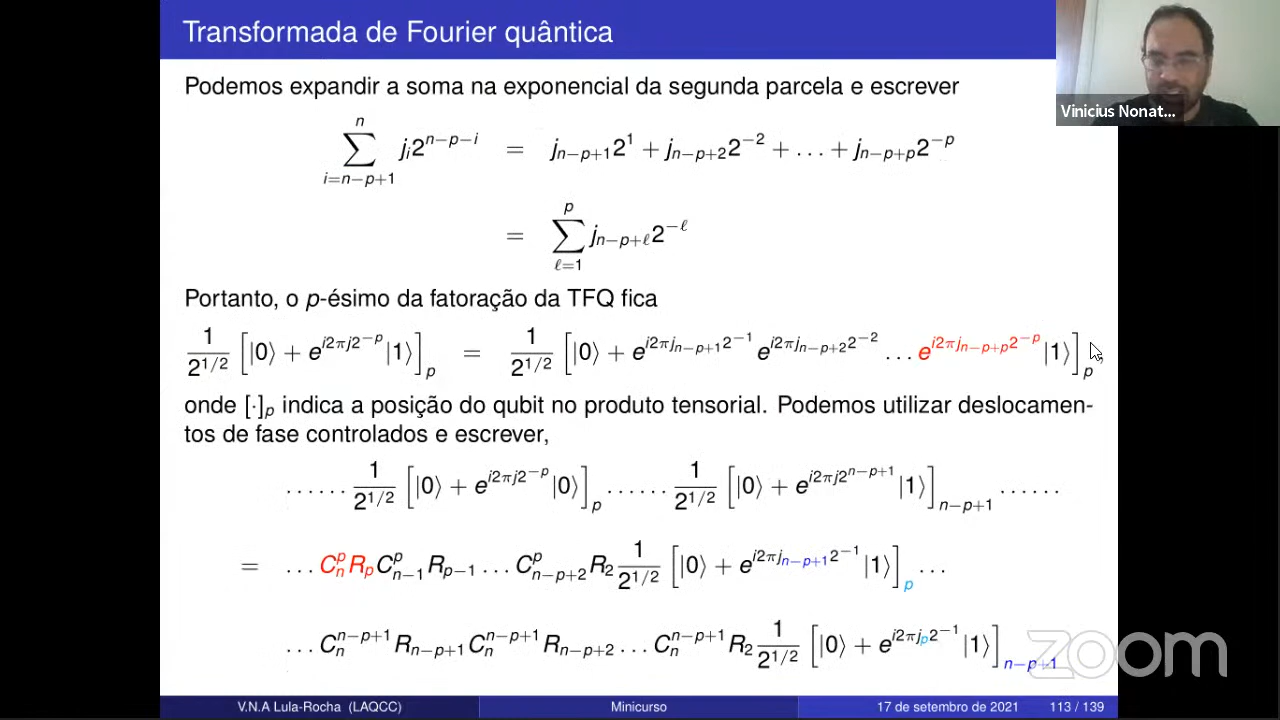 Transformada de Fourier quântica
Vinicius Nonat...
Podemos expandir a soma na exponencial da segunda parcela e escrever
∑_{i=n−p+1}^{n} j_i 2^{n−p−i} = j_{n−p+1}2^1 + j_{n−p+2}2^{−2} + … + j_{n−p+p}2^{−p}
= ∑_{ℓ=1}^{p} j_{n−p+ℓ}2^{−ℓ}
Portanto, o p-ésimo da fatoração da TFQ fica
1/2^{1/2} [|0⟩ + e^{i2πj2^{−p}}|1⟩]_p = 1/2^{1/2} [|0⟩ + e^{i2πj_{n−p+1}2^{−1}} e^{i2πj_{n−p+2}2^{−2}} … e^{i2πj_{n−p+p}2^{−p}}|1⟩]_p,
onde [·]_p indica a posição do qubit no produto tensorial. Podemos utilizar deslocamen-
tos de fase controlados e escrever,
…… 1/2^{1/2} [|0⟩ + e^{i2πj2^{−p}}|0⟩]_p …… 1/2^{1/2} [|0⟩ + e^{i2πj2^{n−p+1}}|1⟩]_{n−p+1} ……
= … C_n^p R_p C_{n−1}^p R_{p−1} … C_{n−p+2}^p R_2 1/2^{1/2} [|0⟩ + e^{i2πj_{n−p+1}2^{−1}}|1⟩]_p …
… C_n^{n−p+1} R_{n−p+1} C_n^{n−p+1} R_{n−p+2} … C_n^{n−p+1} R_2 1/2^{1/2} [|0⟩ + e^{i2πj_p2^{−1}}|1⟩]_{n−p+1}
zoom
V.N.A Lula-Rocha (LAQCC) Minicurso 17 de setembro de 2021 113 / 139